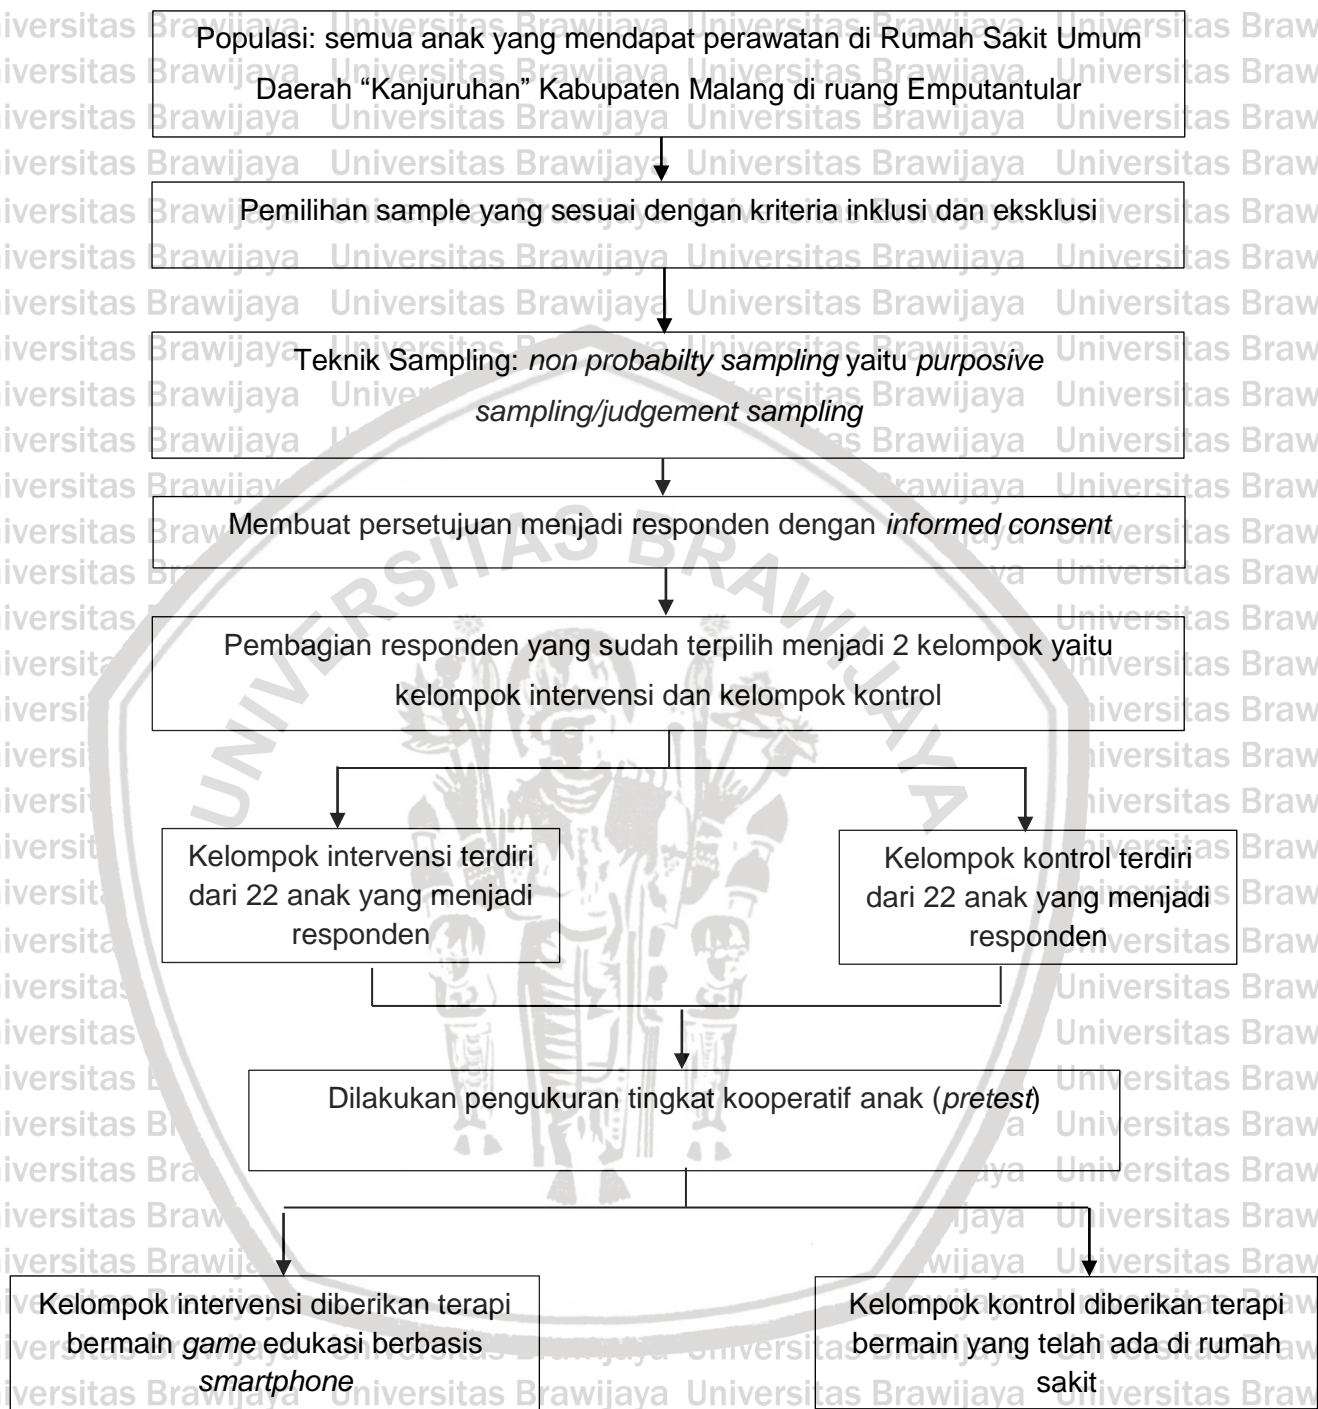 Populasi: semua anak yang mendapat perawatan di Rumah Sakit Umum
Daerah “Kanjuruhan” Kabupaten Malang di ruang Emputantular
Pemilihan sample yang sesuai dengan kriteria inklusi dan eksklusi
Teknik Sampling: non probabilty sampling yaitu purposive
sampling/judgement sampling
Membuat persetujuan menjadi responden dengan informed consent
UNIVERSITAS BRAWIJAYA
Pembagian responden yang sudah terpilih menjadi 2 kelompok yaitu
kelompok intervensi dan kelompok kontrol
Kelompok intervensi terdiri
dari 22 anak yang menjadi
responden
Kelompok kontrol terdiri
dari 22 anak yang menjadi
responden
Dilakukan pengukuran tingkat kooperatif anak (pretest)
Kelompok intervensi diberikan terapi
bermain game edukasi berbasis
smartphone
Kelompok kontrol diberikan terapi
bermain yang telah ada di rumah
sakit